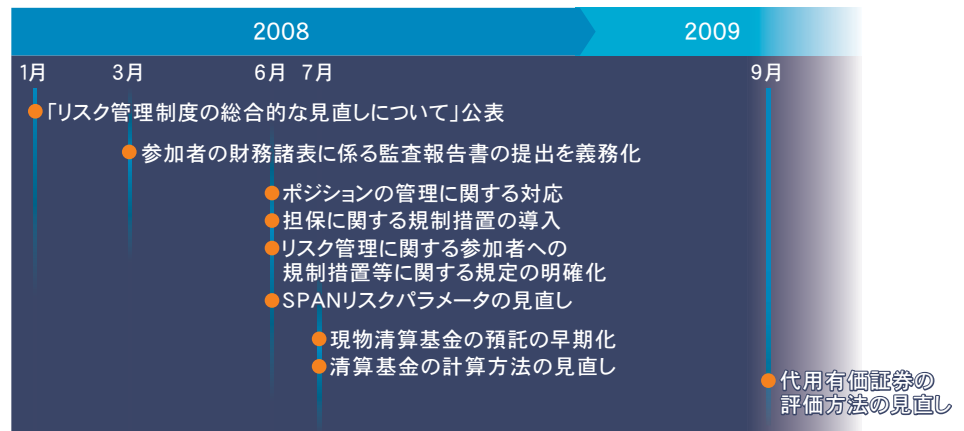 2008
2009
1月
3月
6月
7月
9月
「リスク管理制度の総合的な見直しについて」公表
参加者の財務諸表に係る監査報告書の提出を義務化
ポジションの管理に関する対応
担保に関する規制措置の導入
リスク管理に関する参加者への
規制措置等に関する規定の明確化
SPANリスクパラメータの見直し
現物清算基金の預託の早期化
清算基金の計算方法の見直し
代用有価証券の
評価方法の見直し